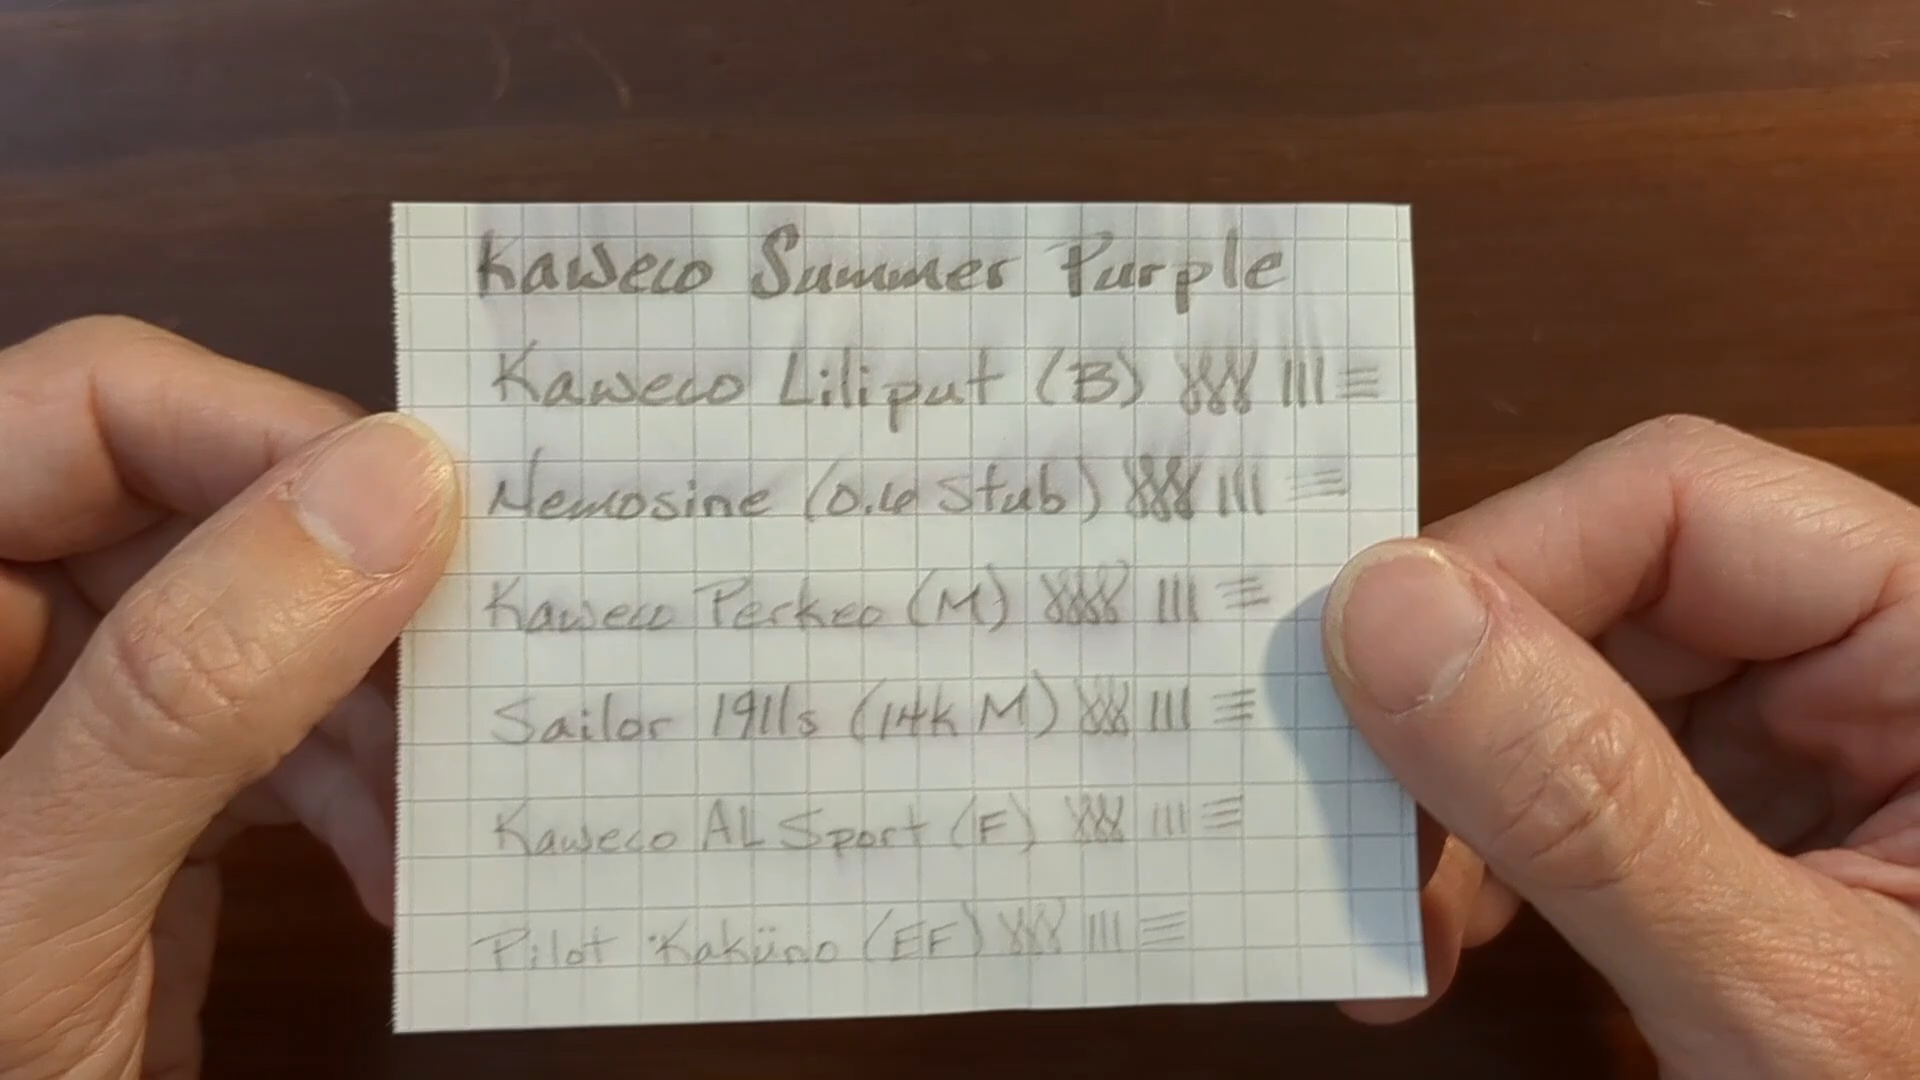 Kaweco Summer Purple
Kaweco Liliput (B)
Nemosine (0.6 Stub)
Kaweco Perkeo (M)
Sailor 1911s (14k M)
Kaweco AL Sport (F)
Pilot Kaküno (EF)